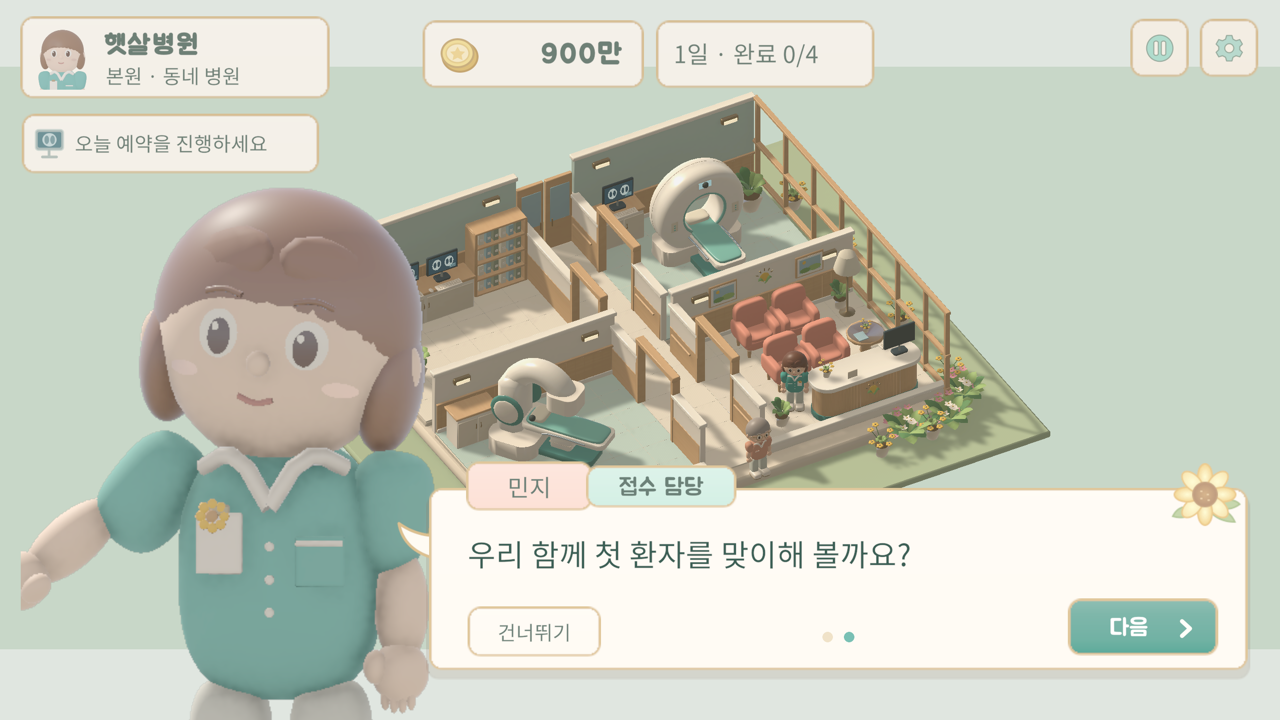 햇살병원
본원 · 동네 병원
900만
1일 · 완료 0/4
오늘 예약을 진행하세요
민지
접수 담당
우리 함께 첫 환자를 맞이해 볼까요?
건너뛰기
다음